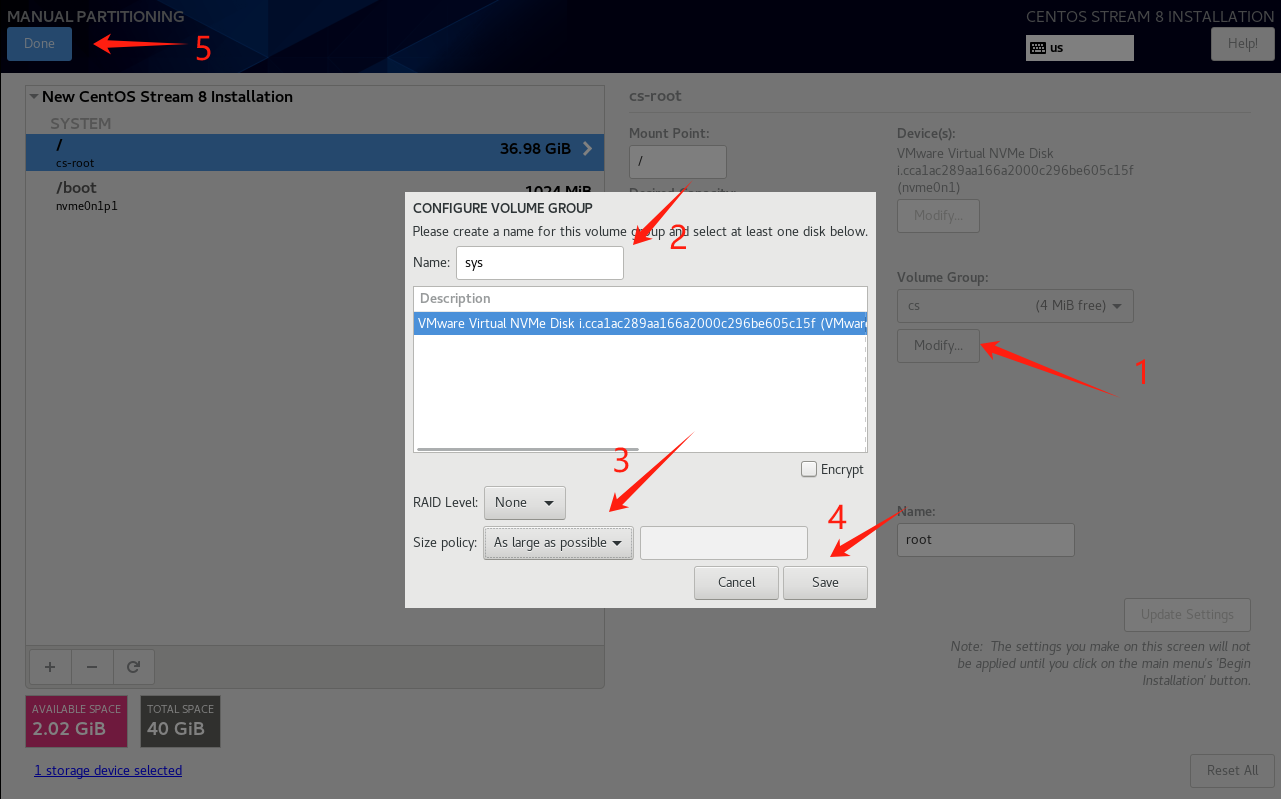 MANUAL PARTITIONING
CENTOS STREAM 8 INSTALLATION
Done
5
us
Help!
New CentOS Stream 8 Installation
SYSTEM
/
cs-root
36.98 GiB
/boot
nvme0n1p1
1024 MiB
cs-root
Mount Point:
/
Desired Capacity:
Device(s):
VMware Virtual NVMe Disk
i.cca1ac289aa166a2000c296be605c15f
(nvme0n1)
Modify...
Volume Group:
cs (4 MiB free)
Modify...
1
CONFIGURE VOLUME GROUP
Please create a name for this volume group and select at least one disk below.
2
Name: sys
Description
VMware Virtual NVMe Disk i.cca1ac289aa166a2000c296be605c15f (VMware
3
Encrypt
RAID Level: None
4
Size policy: As large as possible
Cancel
Save
Name:
root
Update Settings
Note: The settings you make on this screen will not
be applied until you click on the main menu's 'Begin
Installation' button.
+
−
AVAILABLE SPACE
2.02 GiB
TOTAL SPACE
40 GiB
1 storage device selected
Reset All